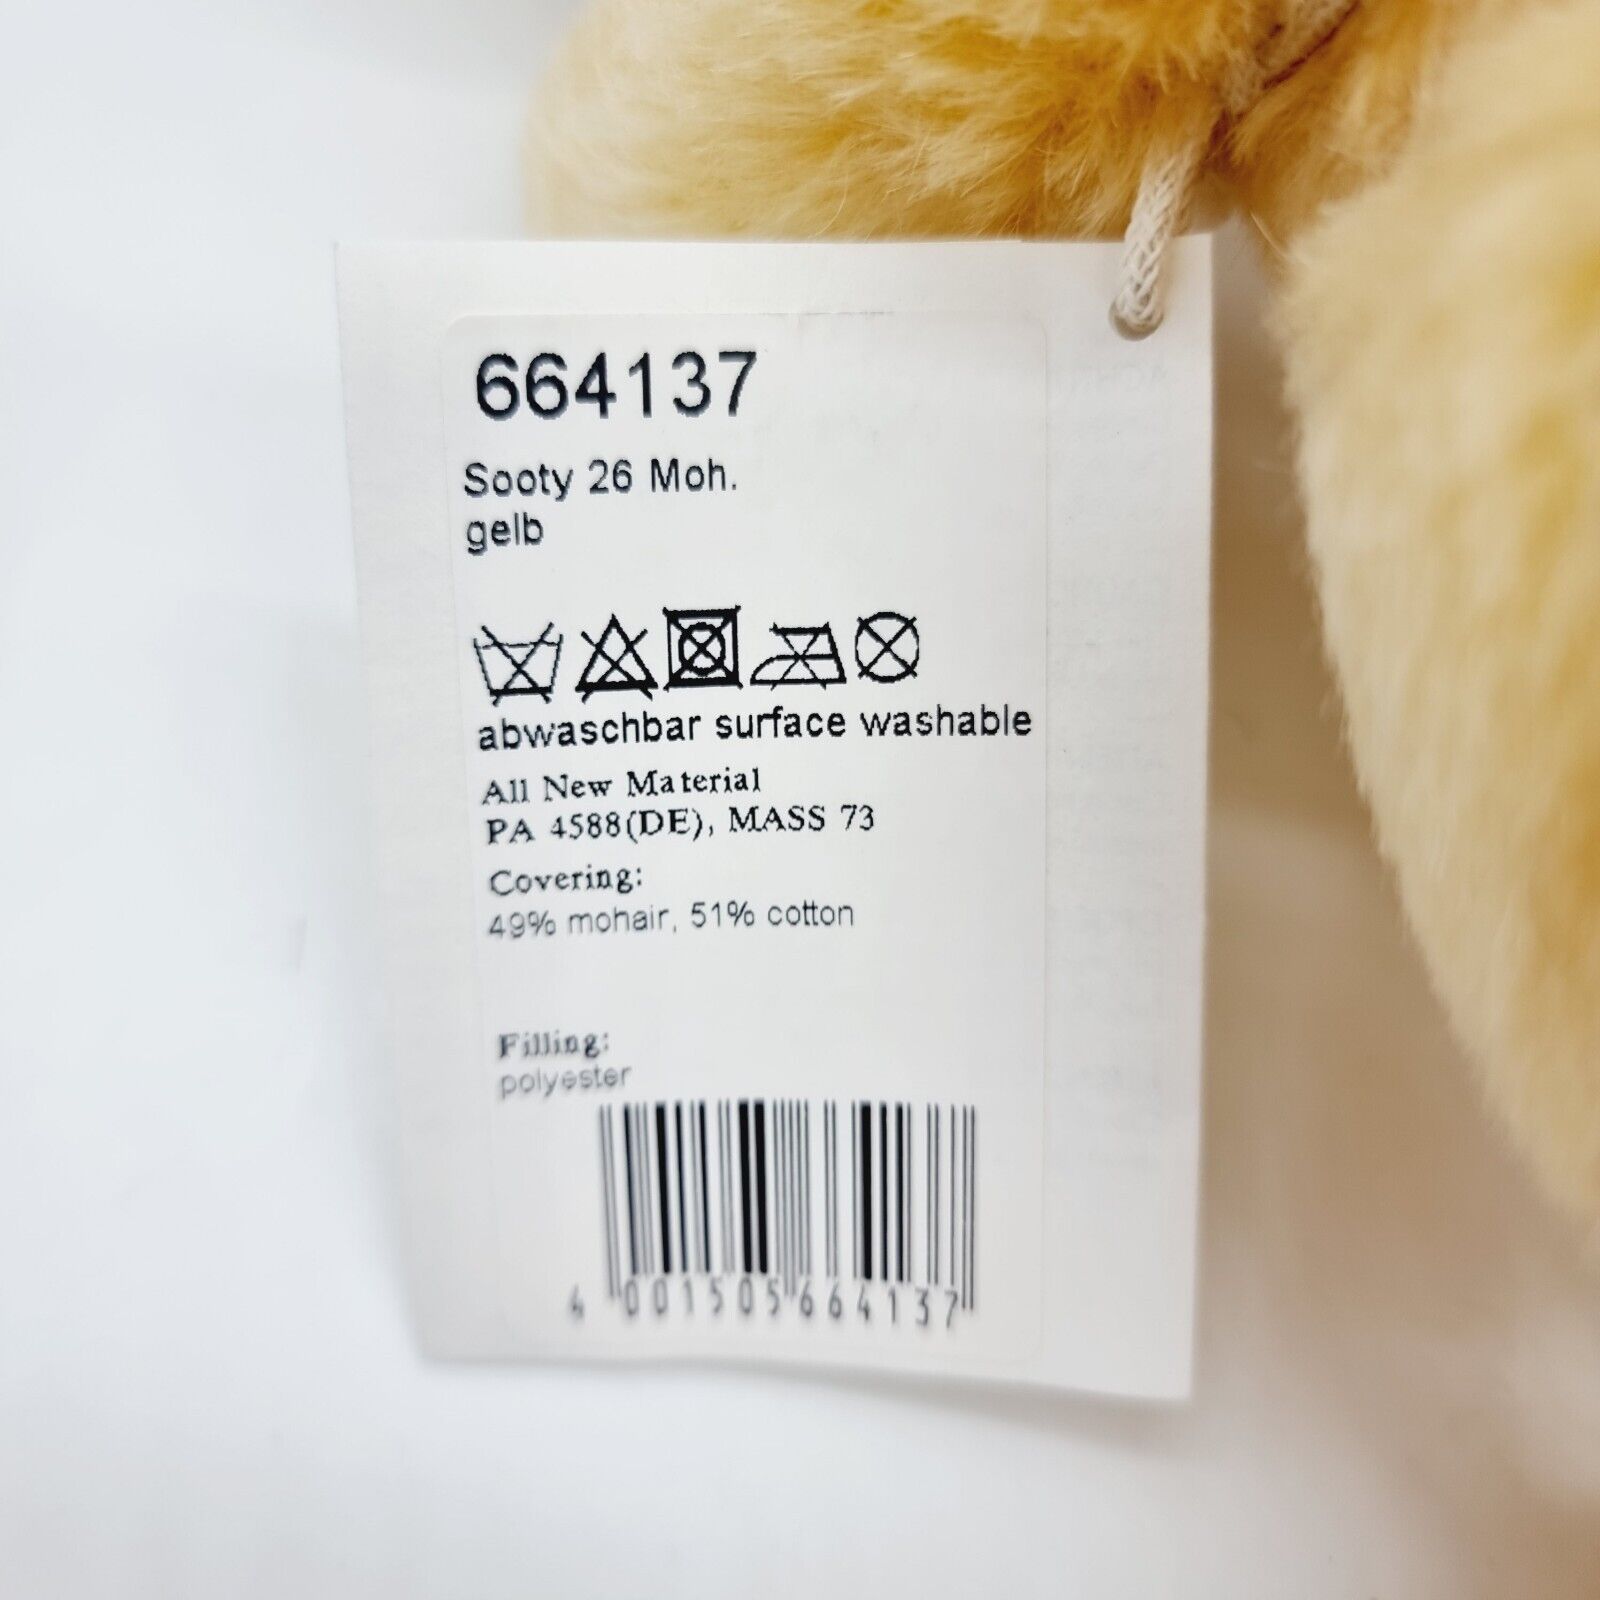 664137
Sooty 26 Moh.
gelb
abwaschbar surface washable
All New Material
PA 4588(DE), MASS 73
Covering:
49% mohair, 51% cotton
Filling:
polyester
4 001505 664137